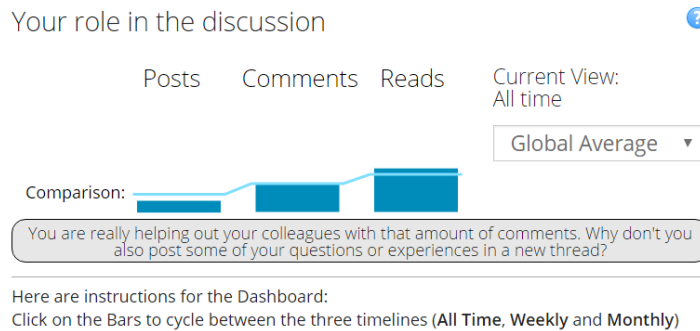 Your role in the discussion
?
Posts Comments Reads
Current View:
All time
Global Average
Comparison:
You are really helping out your colleagues with that amount of comments. Why don't you
also post some of your questions or experiences in a new thread?
Here are instructions for the Dashboard:
Click on the Bars to cycle between the three timelines (All Time, Weekly and Monthly)